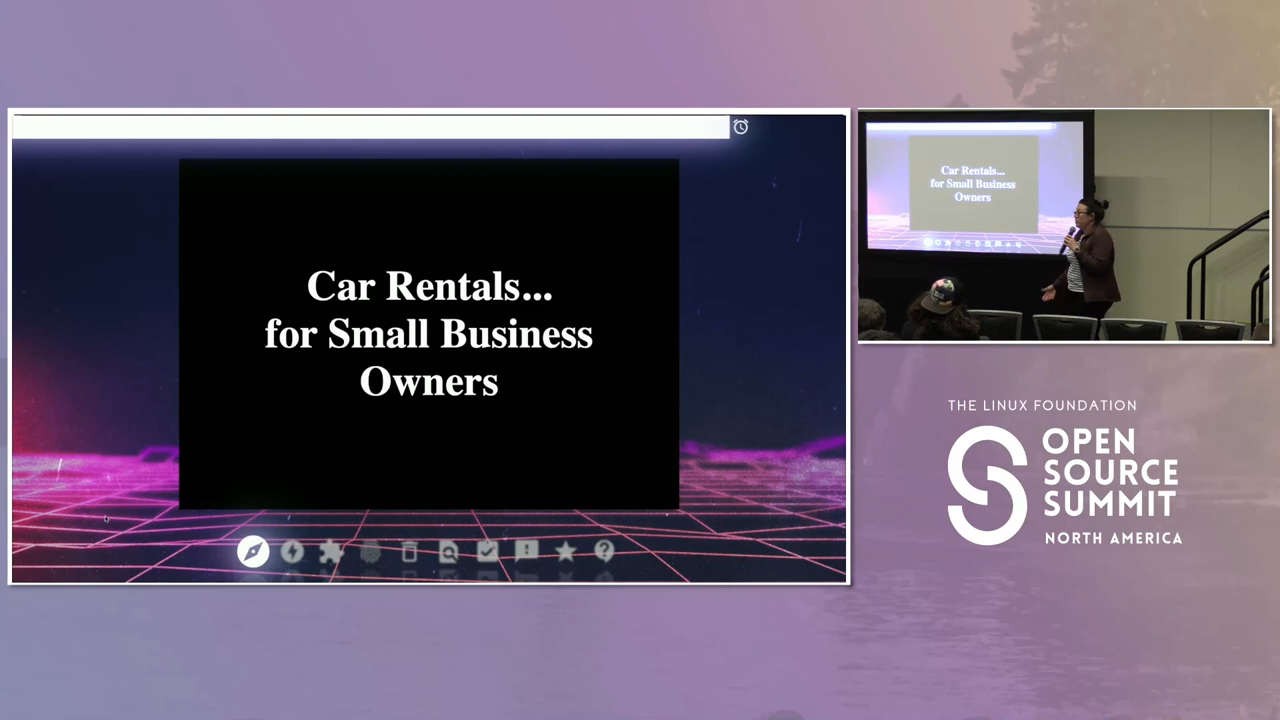 Car Rentals...
for Small Business
Owners
Car Rentals...
for Small Business
Owners
THE LINUX FOUNDATION
OPEN
SOURCE
SUMMIT
NORTH AMERICA